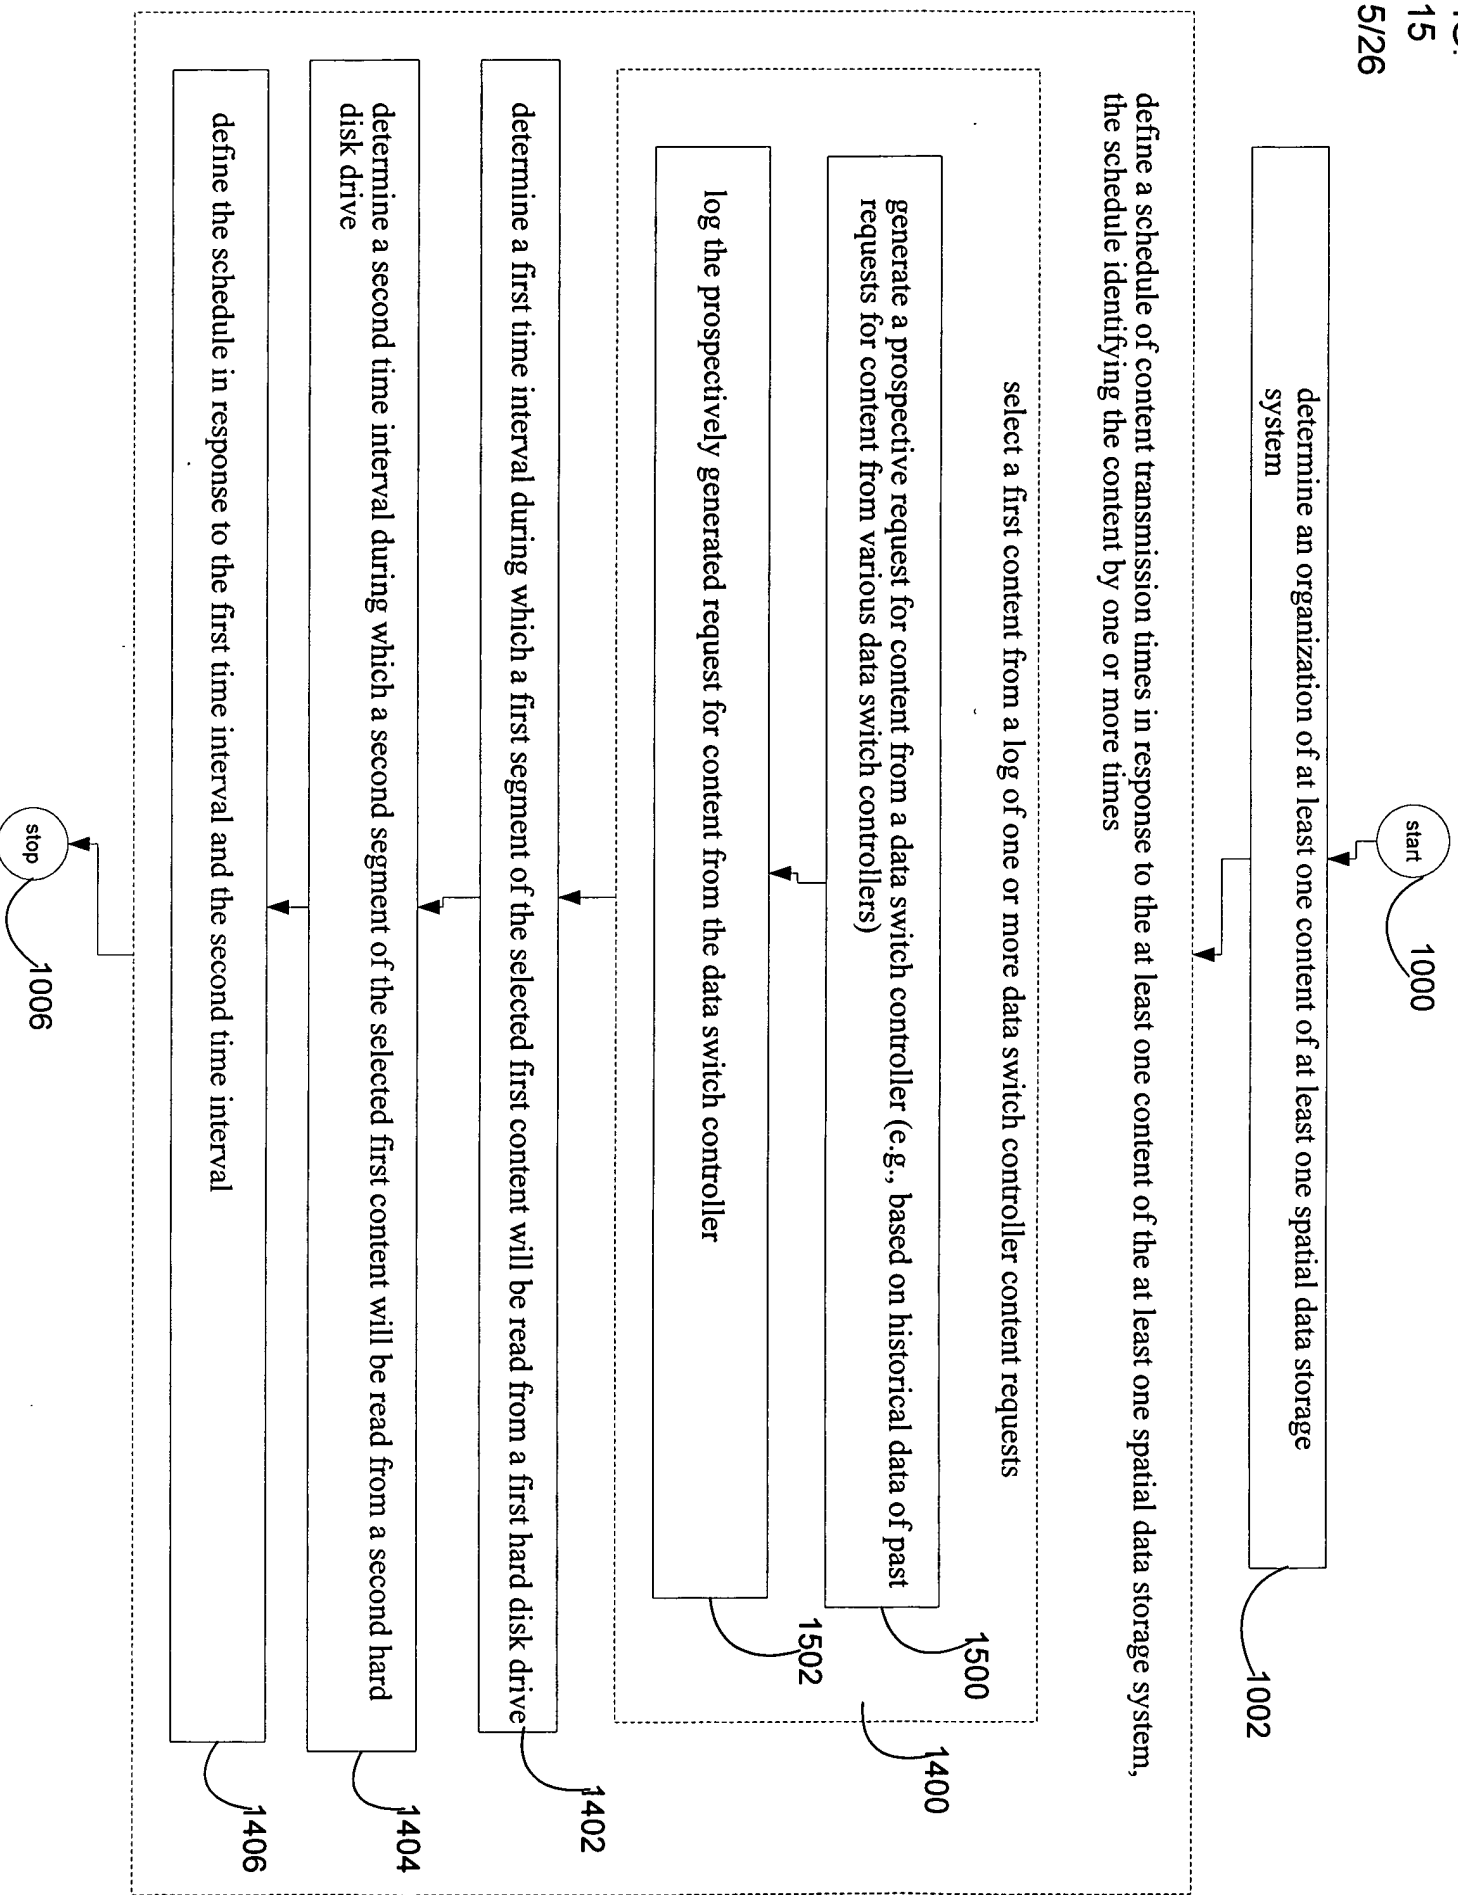 15
5/26
start
1000
determine an organization of at least one content of at least one spatial data storage
system
1002
define a schedule of content transmission times in response to the at least one content of the at least one spatial data storage system,
the schedule identifying the content by one or more times
select a first content from a log of one or more data switch controller content requests
1400
generate a prospective request for content from a data switch controller (e.g., based on historical data of past
requests for content from various data switch controllers)
1500
log the prospectively generated request for content from the data switch controller
1502
determine a first time interval during which a first segment of the selected first content will be read from a first hard disk drive
1402
determine a second time interval during which a second segment of the selected first content will be read from a second hard
disk drive
1404
define the schedule in response to the first time interval and the second time interval
1406
stop
1006